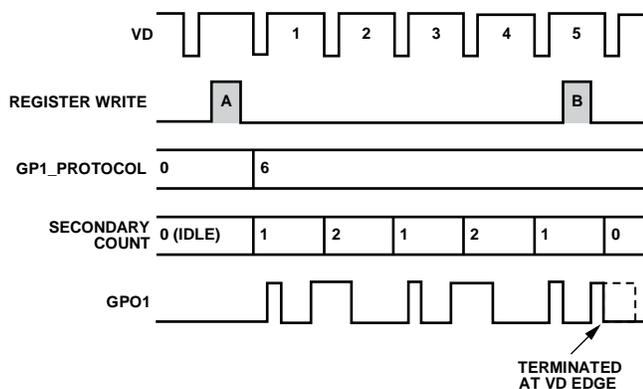 VD
1 2 3 4 5
REGISTER WRITE
A B
GP1_PROTOCOL
0 6
SECONDARY
COUNT
0 (IDLE) 1 2 1 2 1 0
GPO1
TERMINATED
AT VD EDGE